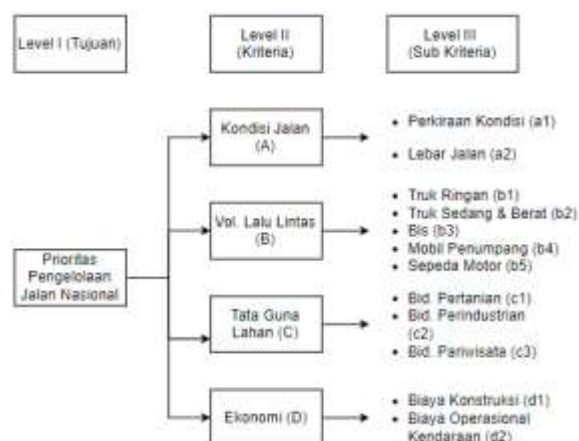 Level I (Tujuan)
Level II
(Kriteria)
Level III
(Sub Kriteria)
Prioritas
Pengelolaan
Jalan Nasional
Kondisi Jalan
(A)
• Perkiraan Kondisi (a1)
• Lebar Jalan (a2)
Vol. Lalu Lintas
(B)
• Truk Ringan (b1)
• Truk Sedang & Berat (b2)
• Bis (b3)
• Mobil Penumpang (b4)
• Sepeda Motor (b5)
Tata Guna
Lahan (C)
• Bid. Pertanian (c1)
• Bid. Perindustrian
(c2)
• Bid. Pariwisata (c3)
Ekonomi (D)
• Biaya Konstruksi (d1)
• Biaya Operasional
Kendaraan (d2)